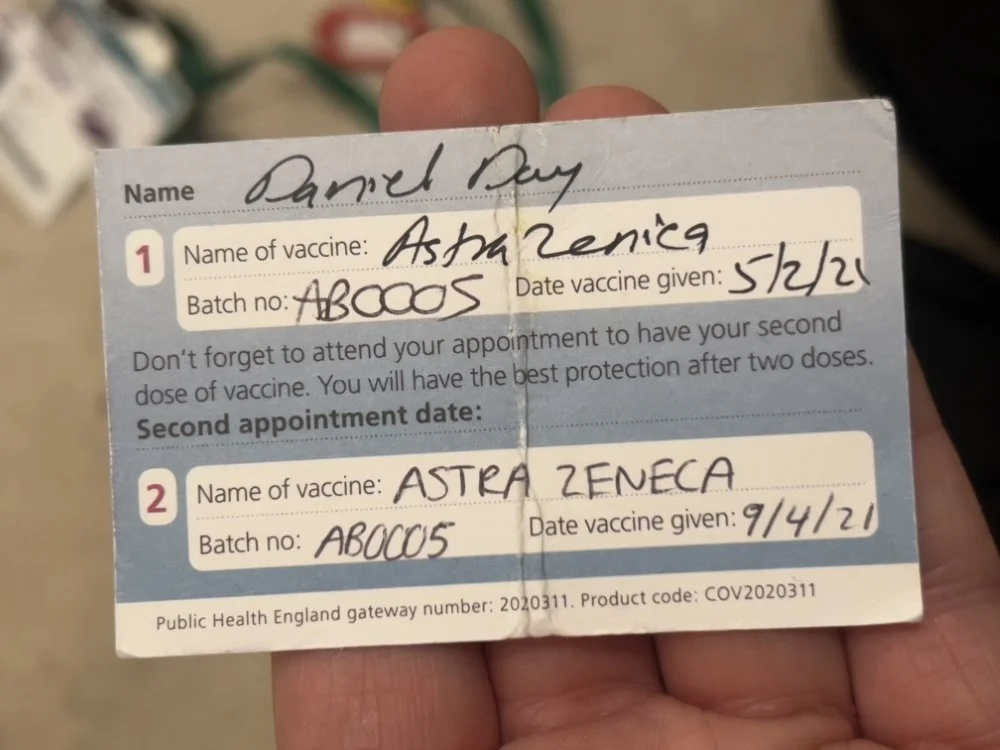 Name Daniel Day
1 Name of vaccine: Astra Zenica
Batch no: AB0005 Date vaccine given: 5/2/21
Don't forget to attend your appointment to have your second
dose of vaccine. You will have the best protection after two doses.
Second appointment date:
2 Name of vaccine: ASTRA ZENECA
Batch no: AB0005 Date vaccine given: 9/4/21
Public Health England gateway number: 2020311. Product code: COV2020311